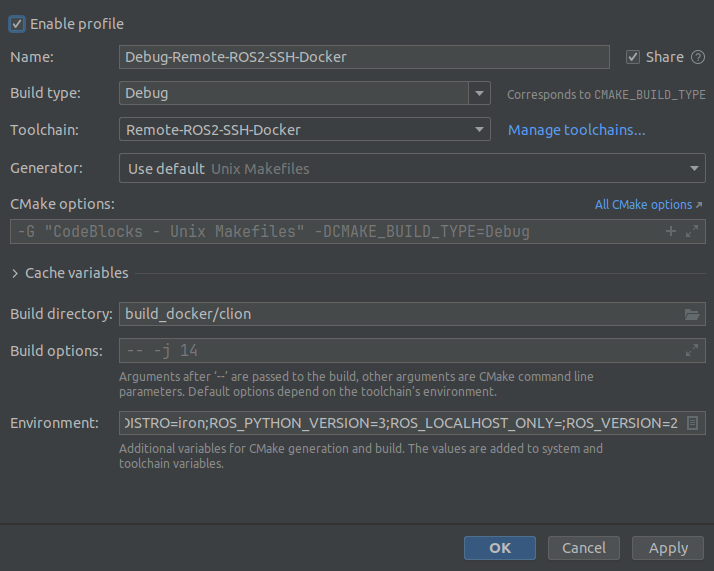 Enable profile
Name: Debug-Remote-ROS2-SSH-Docker Share ?
Build type: Debug Corresponds to CMAKE_BUILD_TYPE
Toolchain: Remote-ROS2-SSH-Docker Manage toolchains...
Generator: Use default Unix Makefiles
CMake options: All CMake options ↗
-G "CodeBlocks - Unix Makefiles" -DCMAKE_BUILD_TYPE=Debug
Cache variables
Build directory: build_docker/clion
Build options: -- -j 14
Arguments after '--' are passed to the build, other arguments are CMake command line
parameters. Default options depend on the toolchain's environment.
Environment: DISTRO=iron;ROS_PYTHON_VERSION=3;ROS_LOCALHOST_ONLY=;ROS_VERSION=2
Additional variables for CMake generation and build. The values are added to system and
toolchain variables.
OK Cancel Apply